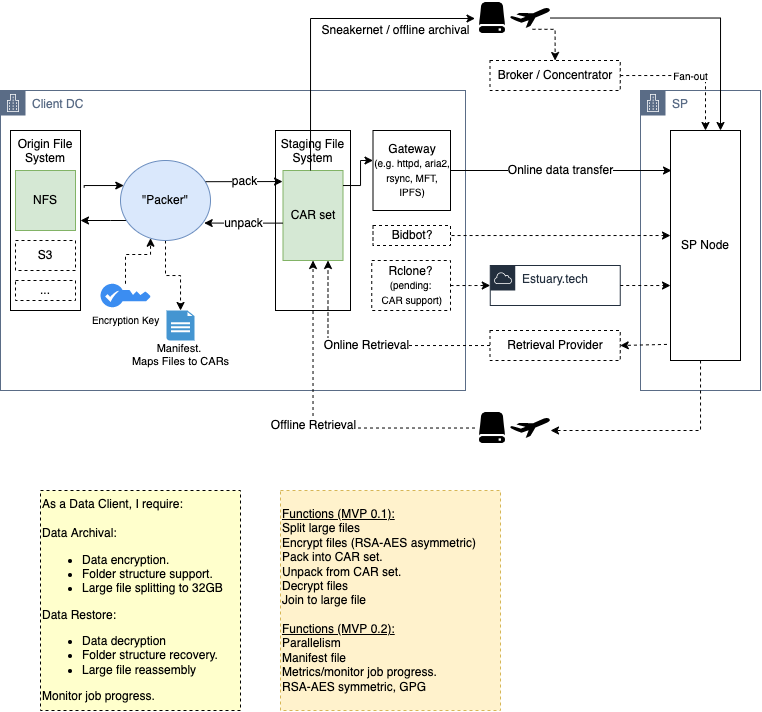 Sneakernet / offline archival
Broker / Concentrator
Fan-out
Client DC
SP
Origin File
System
NFS
S3
...
"Packer"
pack
unpack
Encryption Key
Manifest.
Maps Files to CARs
Staging File
System
CAR set
Gateway
(e.g. httpd, aria2,
rsync, MFT,
IPFS)
Online data transfer
Bidbot?
Rclone?
(pending:
CAR support)
Estuary.tech
SP Node
Online Retrieval
Retrieval Provider
Offline Retrieval
As a Data Client, I require:
Data Archival:
• Data encryption.
• Folder structure support.
• Large file splitting to 32GB
Data Restore:
• Data decryption
• Folder structure recovery.
• Large file reassembly
Monitor job progress.
Functions (MVP 0.1):
Split large files
Encrypt files (RSA-AES asymmetric)
Pack into CAR set.
Unpack from CAR set.
Decrypt files
Join to large file
Functions (MVP 0.2):
Parallelism
Manifest file
Metrics/monitor job progress.
RSA-AES symmetric, GPG